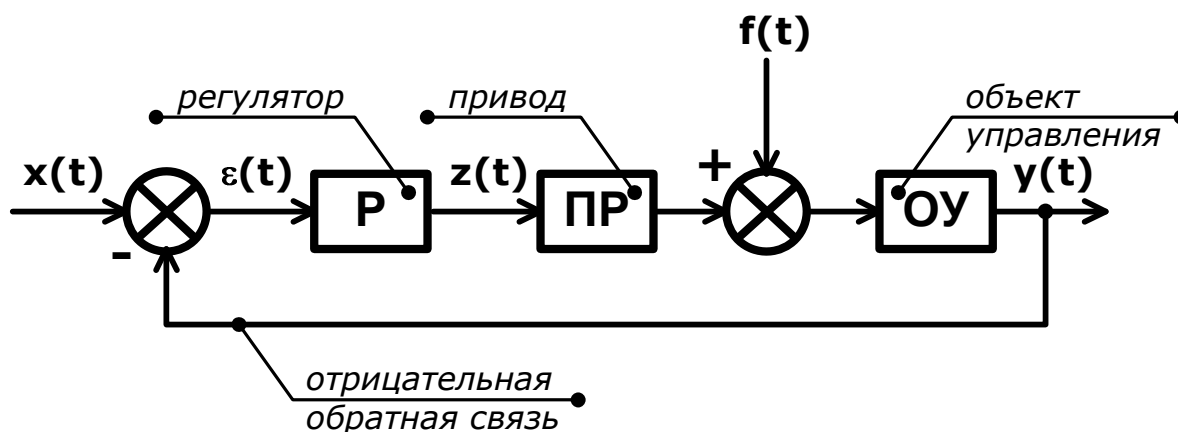 f(t)
регулятор
привод
объект
управления
x(t)
ε(t)
z(t)
+
y(t)
Р
ПР
ОУ
-
отрицательная
обратная связь